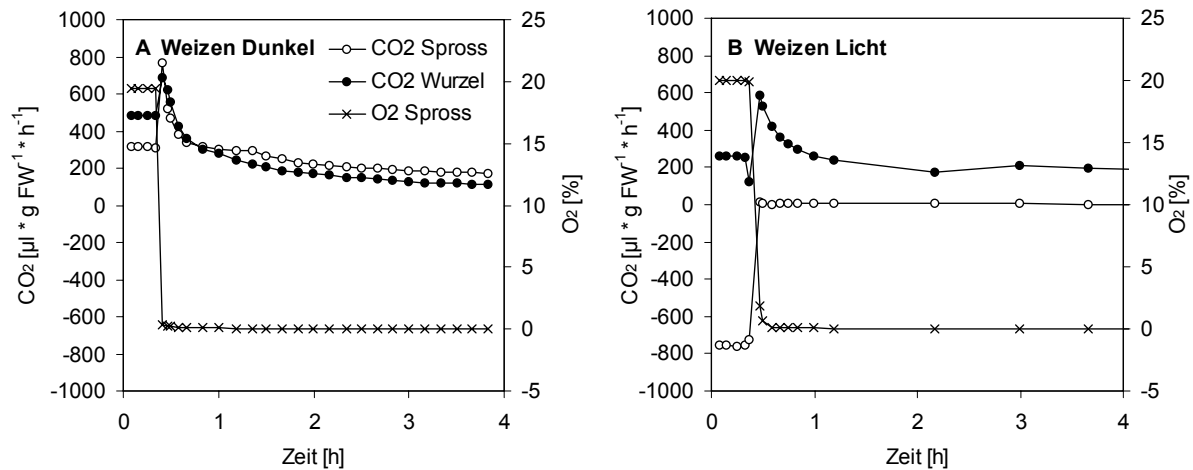 A Weizen Dunkel
CO2 Spross
CO2 Wurzel
O2 Spross
CO₂ [µl * g FW⁻¹ * h⁻¹]
1000
800
600
400
200
0
-200
-400
-600
-800
-1000
25
20
15
10
5
0
-5
O₂ [%]
0 1 2 3 4
Zeit [h]
B Weizen Licht
CO₂ [µl * g FW⁻¹ * h⁻¹]
1000
800
600
400
200
0
-200
-400
-600
-800
-1000
25
20
15
10
5
0
-5
O₂ [%]
0 1 2 3 4
Zeit [h]